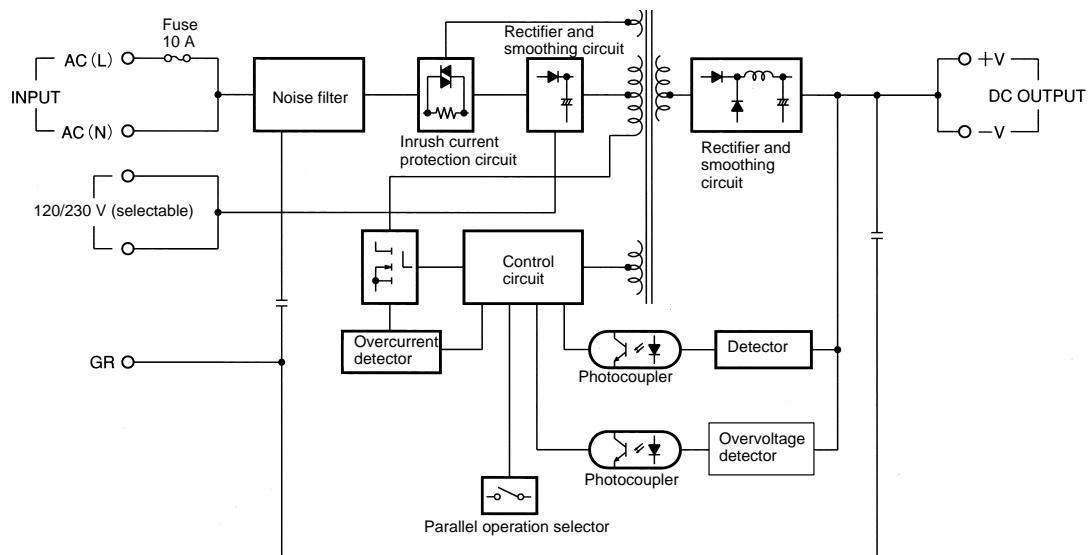 Fuse
10 A
AC (L)
INPUT
AC (N)
Noise filter
Inrush current
protection circuit
Rectifier and
smoothing circuit
Rectifier and
smoothing
circuit
+V
DC OUTPUT
−V
120/230 V (selectable)
Control
circuit
Overcurrent
detector
GR
Photocoupler
Detector
Photocoupler
Overvoltage
detector
Parallel operation selector